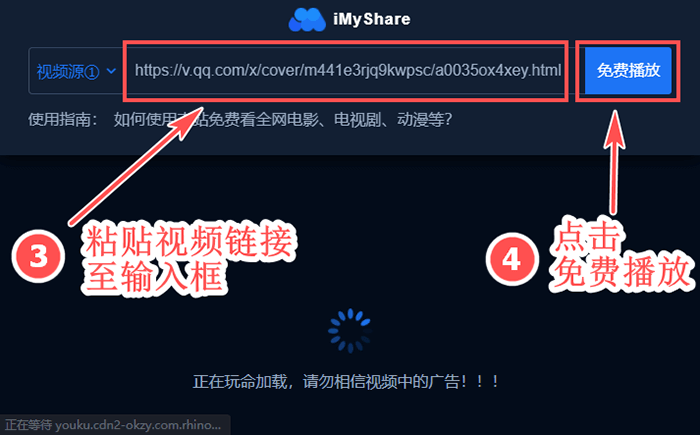 iMyShare
视频源① https://v.qq.com/x/cover/m441e3rjq9kwpsc/a0035ox4xey.html 免费播放
使用指南： 如何使用 站免费看全网电影、电视剧、动漫等？
3 粘贴视频链接
至输入框
4 点击
免费播放
正在玩命加载，请勿相信视频中的广告！！！
正在等待 youku.cdn2-okzy.com.rhino...